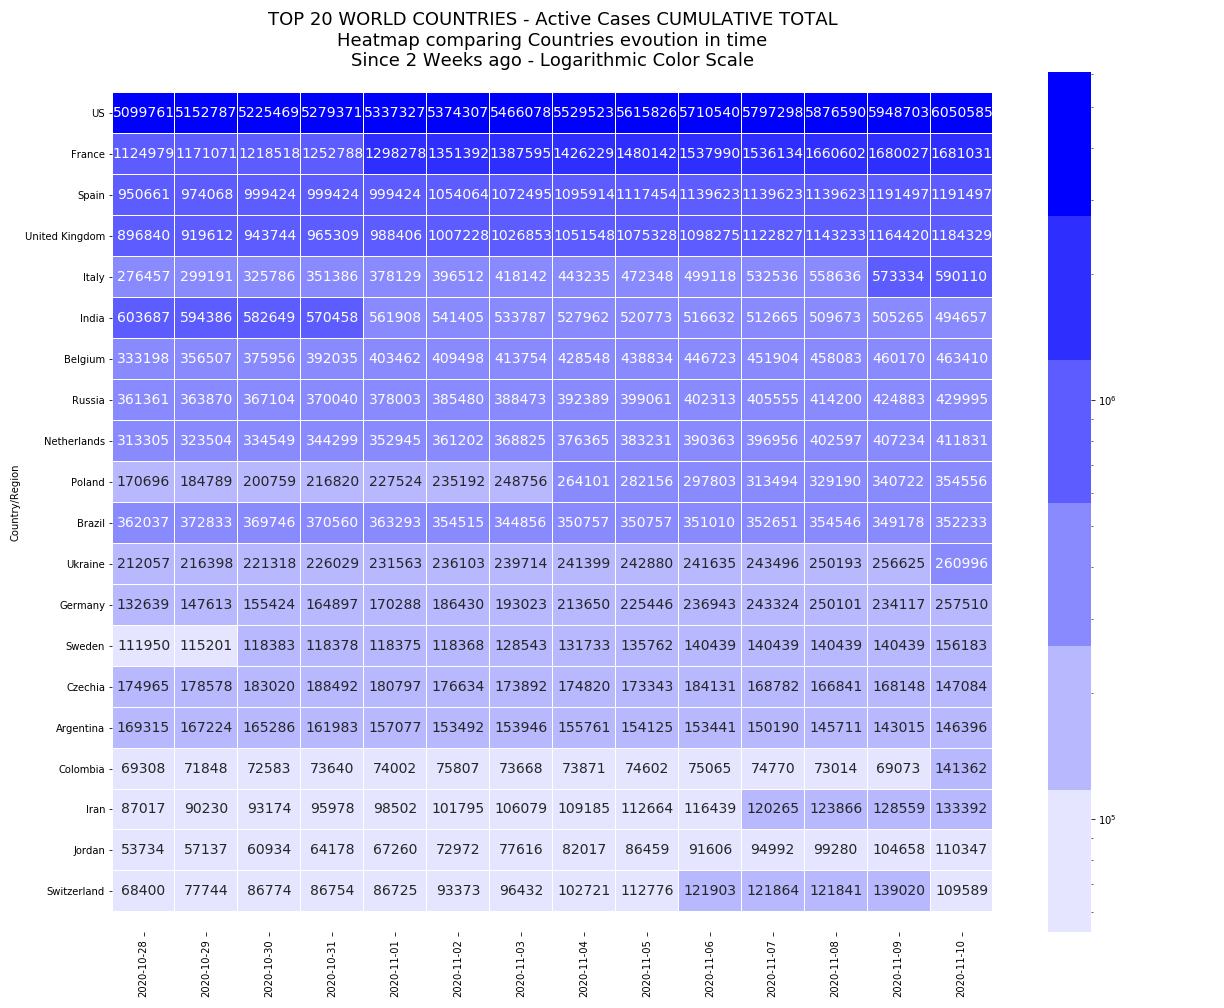 TOP 20 WORLD COUNTRIES - Active Cases CUMULATIVE TOTAL
Heatmap comparing Countries evoution in time
Since 2 Weeks ago - Logarithmic Color Scale
US 5099761 5152787 5225469 5279371 5337327 5374307 5466078 5529523 5615826 5710540 5797298 5876590 5948703 6050585
France 1124979 1171071 1218518 1252788 1298278 1351392 1387595 1426229 1480142 1537990 1536134 1660602 1680027 1681031
Spain 950661 974068 999424 999424 999424 1054064 1072495 1095914 1117454 1139623 1139623 1139623 1191497 1191497
United Kingdom 896840 919612 943744 965309 988406 1007228 1026853 1051548 1075328 1098275 1122827 1143233 1164420 1184329
Italy 276457 299191 325786 351386 378129 396512 418142 443235 472348 499118 532536 558636 573334 590110
India 603687 594386 582649 570458 561908 541405 533787 527962 520773 516632 512665 509673 505265 494657
Belgium 333198 356507 375956 392035 403462 409498 413754 428548 438834 446723 451904 458083 460170 463410
Russia 361361 363870 367104 370040 378003 385480 388473 392389 399061 402313 405555 414200 424883 429995
10⁶
Netherlands 313305 323504 334549 344299 352945 361202 368825 376365 383231 390363 396956 402597 407234 411831
Poland 170696 184789 200759 216820 227524 235192 248756 264101 282156 297803 313494 329190 340722 354556
Country/Region
Brazil 362037 372833 369746 370560 363293 354515 344856 350757 350757 351010 352651 354546 349178 352233
Ukraine 212057 216398 221318 226029 231563 236103 239714 241399 242880 241635 243496 250193 256625 260996
Germany 132639 147613 155424 164897 170288 186430 193023 213650 225446 236943 243324 250101 234117 257510
Sweden 111950 115201 118383 118378 118375 118368 128543 131733 135762 140439 140439 140439 140439 156183
Czechia 174965 178578 183020 188492 180797 176634 173892 174820 173343 184131 168782 166841 168148 147084
Argentina 169315 167224 165286 161983 157077 153492 153946 155761 154125 153441 150190 145711 143015 146396
Colombia 69308 71848 72583 73640 74002 75807 73668 73871 74602 75065 74770 73014 69073 141362
Iran 87017 90230 93174 95978 98502 101795 106079 109185 112664 116439 120265 123866 128559 133392
10⁵
Jordan 53734 57137 60934 64178 67260 72972 77616 82017 86459 91606 94992 99280 104658 110347
Switzerland 68400 77744 86774 86754 86725 93373 96432 102721 112776 121903 121864 121841 139020 109589
2020-10-28 2020-10-29 2020-10-30 2020-10-31 2020-11-01 2020-11-02 2020-11-03 2020-11-04 2020-11-05 2020-11-06 2020-11-07 2020-11-08 2020-11-09 2020-11-10